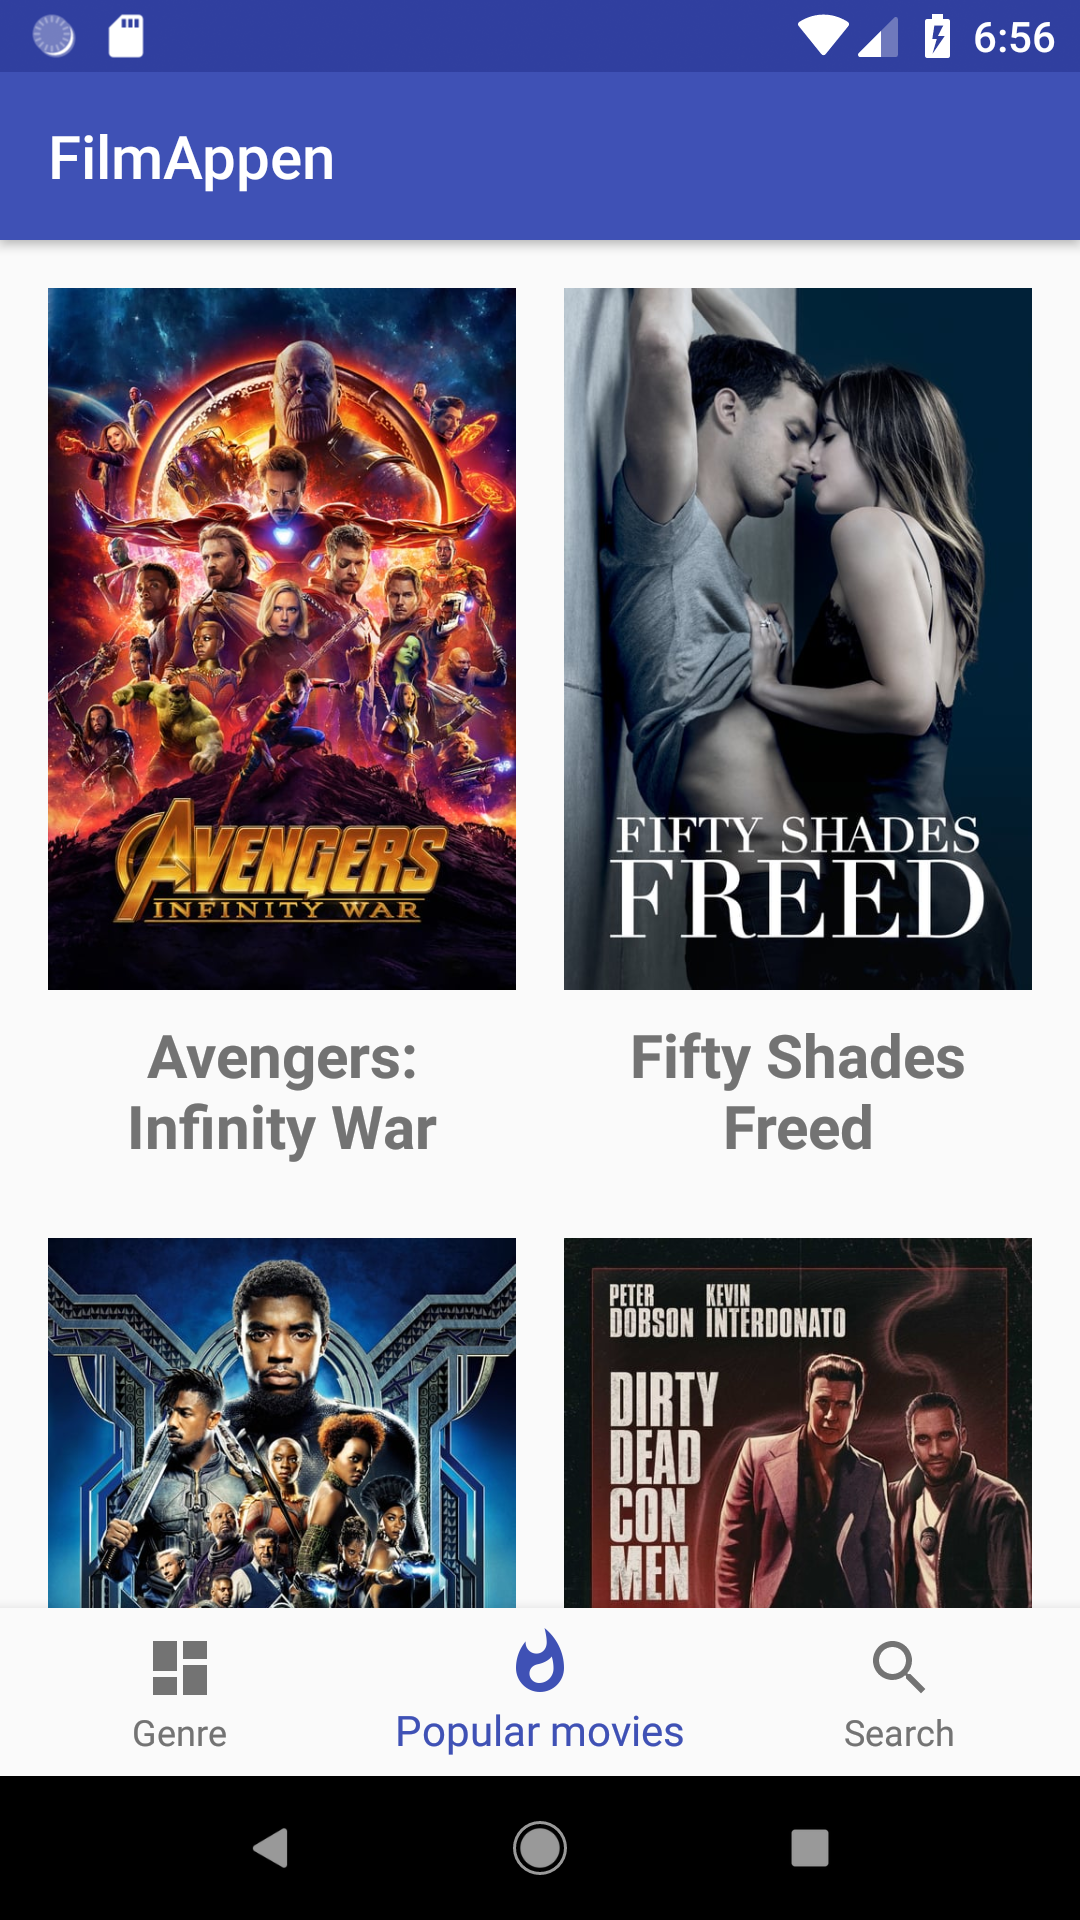 6:56
FilmAppen
AVENGERS
INFINITY WAR
FIFTY SHADES
FREED
Avengers:
Infinity War
Fifty Shades
Freed
PETER
DOBSON
KEVIN
INTERDONATO
DIRTY
DEAD
CON
MEN
Genre
Popular movies
Search